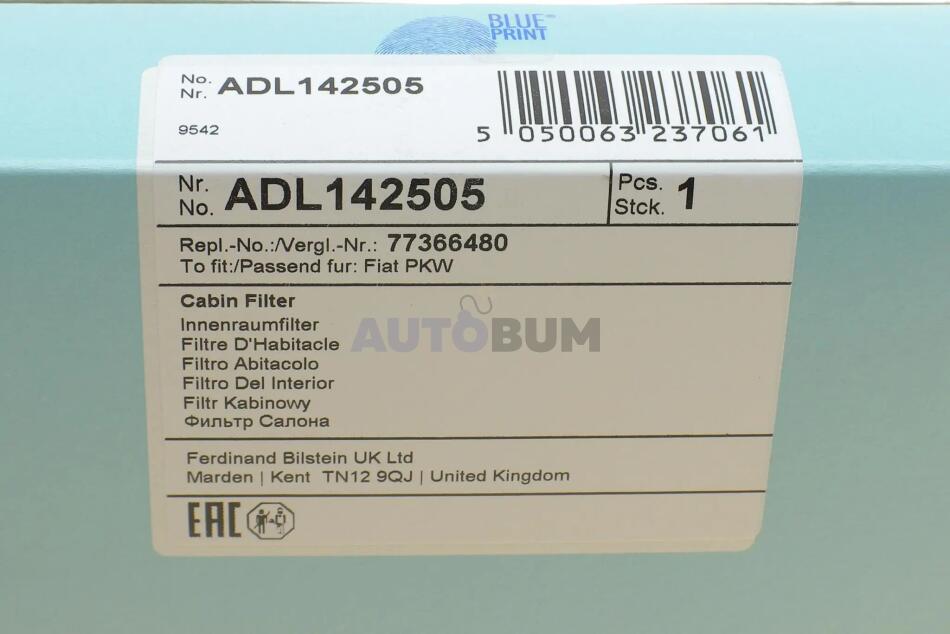 BLUE
PRINT
No. ADL142505
Nr.
9542
5 050063 237061
Nr. ADL142505
No.
Pcs. 1
Stck.
Repl.-No.:/Vergl.-Nr.: 77366480
To fit:/Passend fur: Fiat PKW
Cabin Filter
Innenraumfilter
Filtre D'Habitacle
Filtro Abitacolo
Filtro Del Interior
Filtr Kabinowy
Фильтр Салона
AUTOBUM
Ferdinand Bilstein UK Ltd
Marden | Kent TN12 9QJ | United Kingdom
EAC